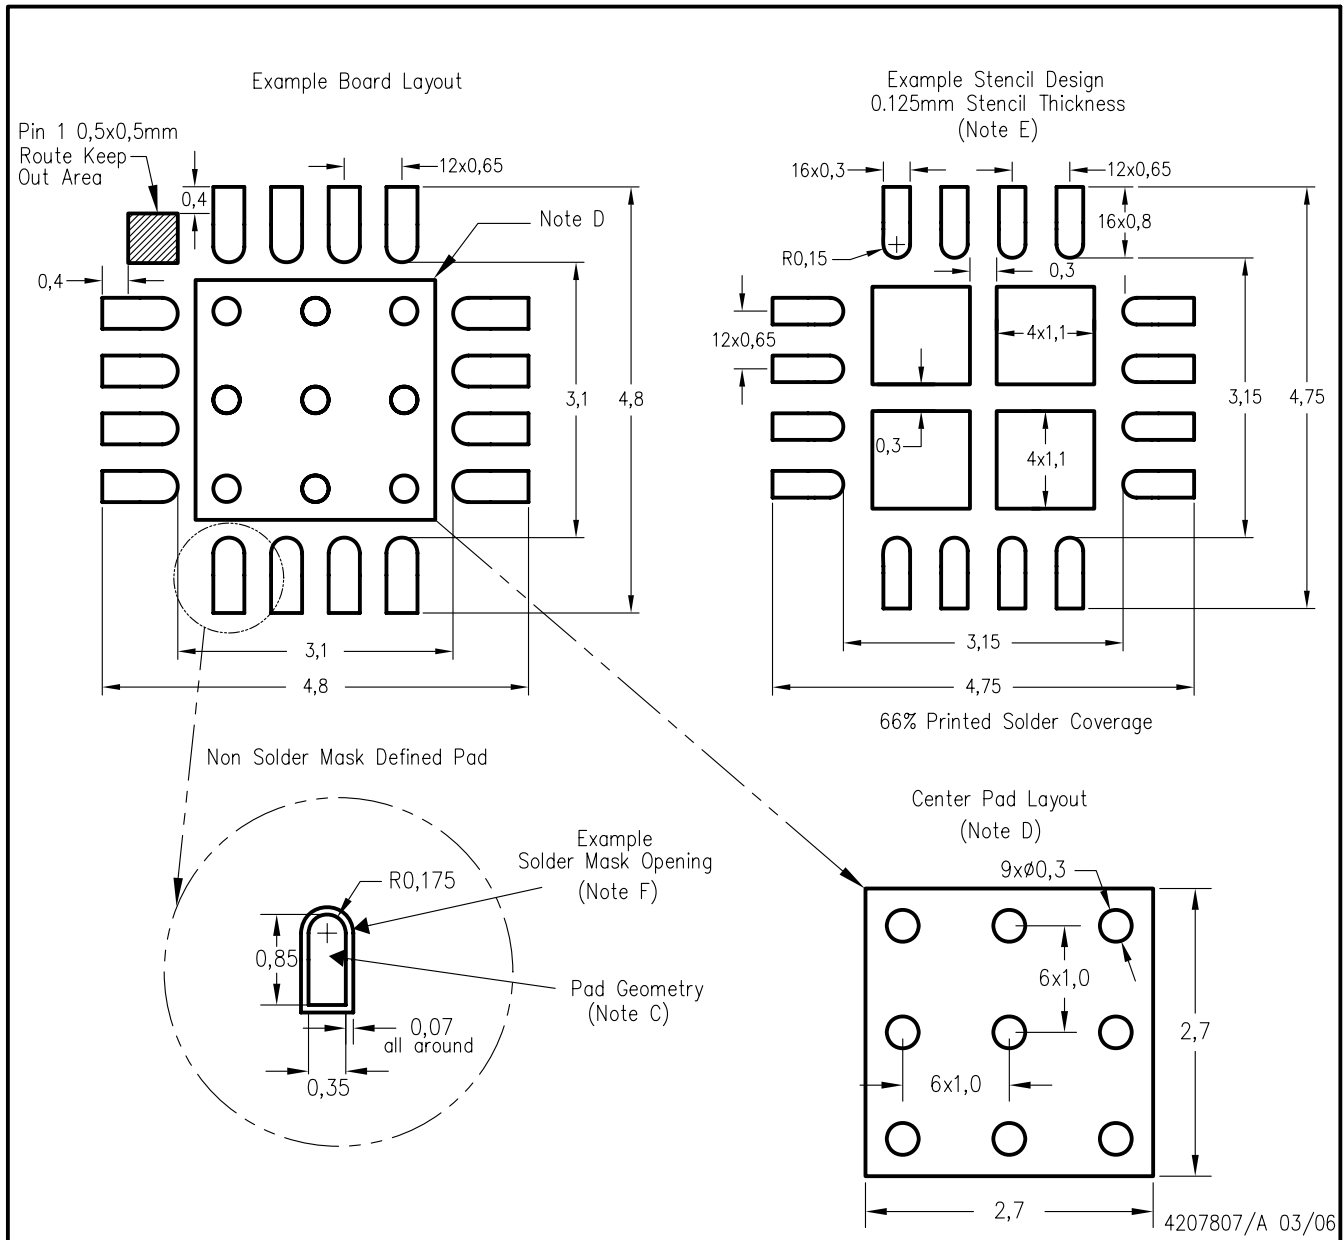 Example Board Layout
Pin 1 0,5x0,5mm
Route Keep
Out Area
12x0,65
0,4
Note D
0,4
3,1
4,8
3,1
4,8
Example Stencil Design
0.125mm Stencil Thickness
(Note E)
16x0,3
12x0,65
16x0,8
R0,15
0,3
12x0,65
4x1,1
3,15
4,75
0,3
4x1,1
3,15
4,75
66% Printed Solder Coverage
Non Solder Mask Defined Pad
Example
Solder Mask Opening
(Note F)
R0,175
0,85
Pad Geometry
(Note C)
0,07
all around
0,35
Center Pad Layout
(Note D)
9xø0,3
6x1,0
2,7
6x1,0
2,7
4207807/A 03/06